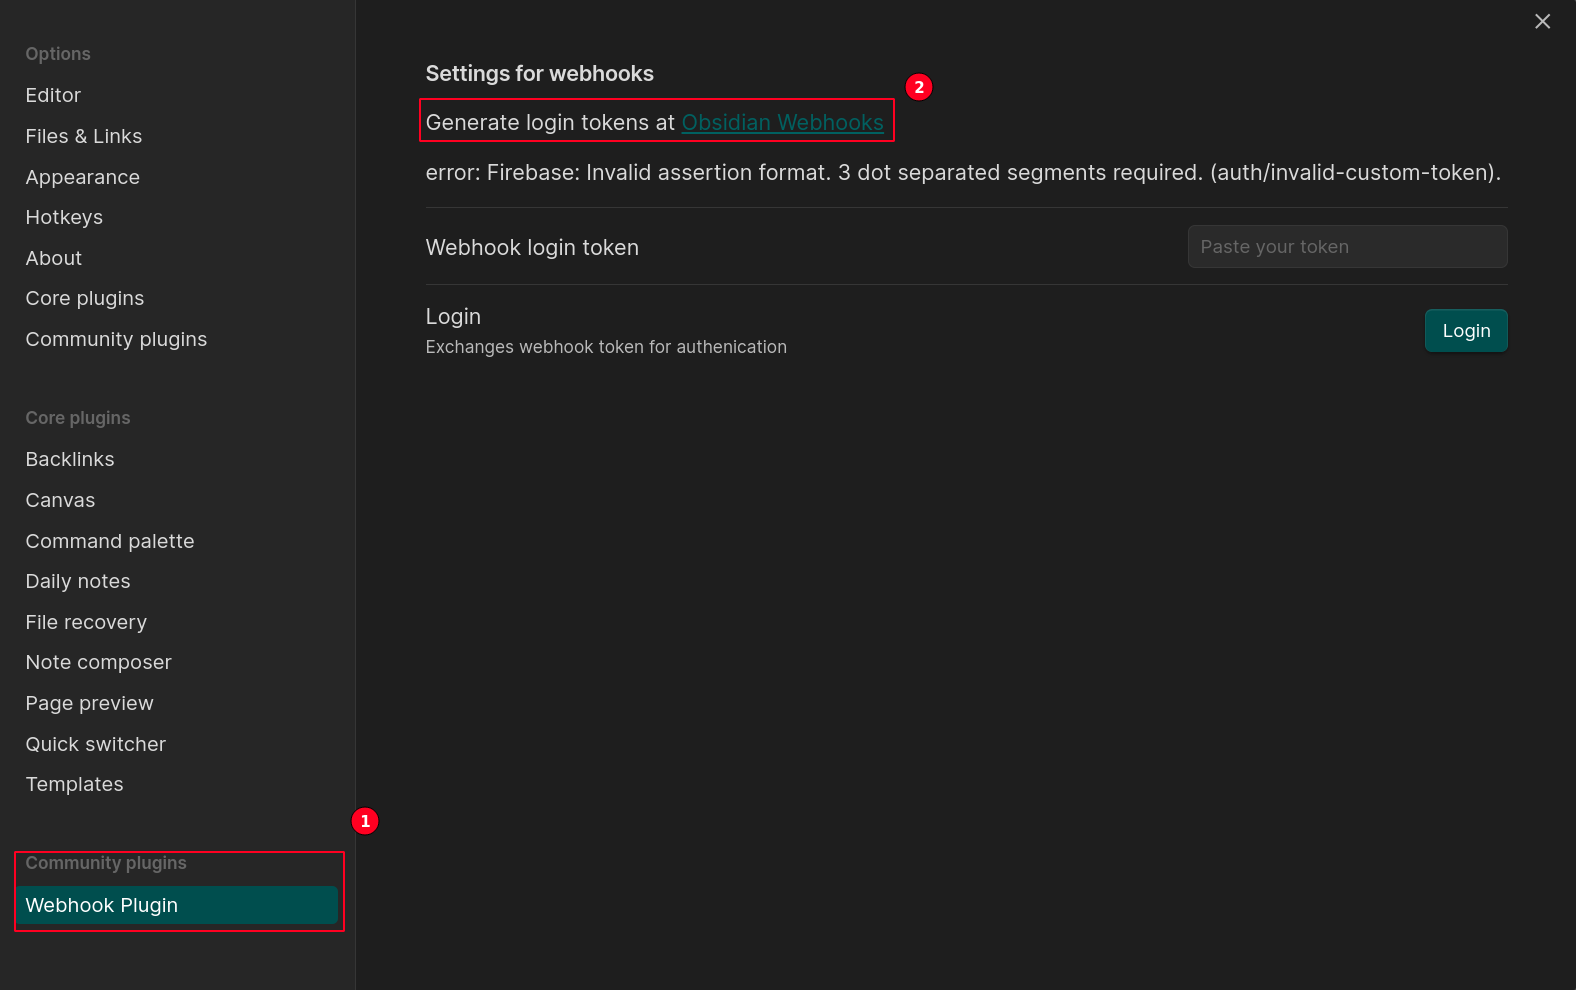 Options
Editor
Files & Links
Appearance
Hotkeys
About
Core plugins
Community plugins
Core plugins
Backlinks
Canvas
Command palette
Daily notes
File recovery
Note composer
Page preview
Quick switcher
Templates
1
Community plugins
Webhook Plugin
Settings for webhooks
2
Generate login tokens at Obsidian Webhooks
error: Firebase: Invalid assertion format. 3 dot separated segments required. (auth/invalid-custom-token).
Webhook login token
Paste your token
Login
Exchanges webhook token for authenication
Login